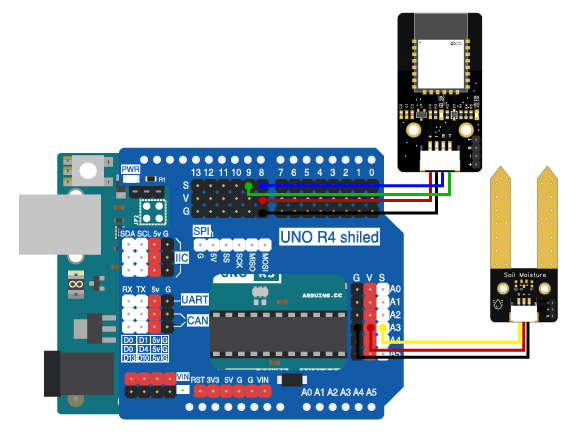 - - R T
PWR
R1
JP2
13 12 11 10 9 8 7 6 5 4 3 2 1 0
S
V
G
SDA SCL 5v G
IIC
SPI
G 5V SS SCK MISO MOSI
UNO R4 shiled
Soil Moisture
G V S
A0
A1
A2
A3
A4
A5
RX TX 5v G
UART
CAN
ARDUINO.CC
D0 D1 5v G
D0 D4 5v G
D13 D10 5v G
VIN
-
RST 3V3 5V G G VIN
A0 A1 A2 A3 A4 A5